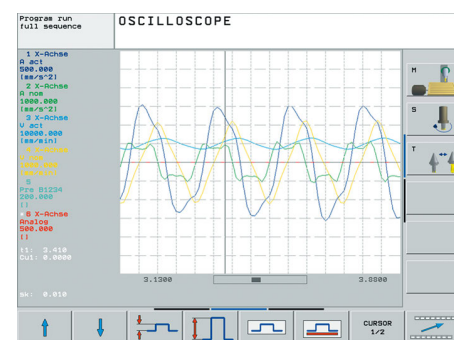 Program run
full sequence
OSCILLOSCOPE
1 X-Achse
A act
500.000
[mm/s^2]
2 X-Achse
A nom
1000.000
[mm/s^2]
3 X-Achse
V act
10000.000
[mm/min]
5
Pre B1234
200.000
[]
6 X-Achse
Analog
500.000
[]
t1: 3.410
Cu1: 0.0000
sk: 0.010
3.1300
3.8800
M
S
T
CURSOR
1/2